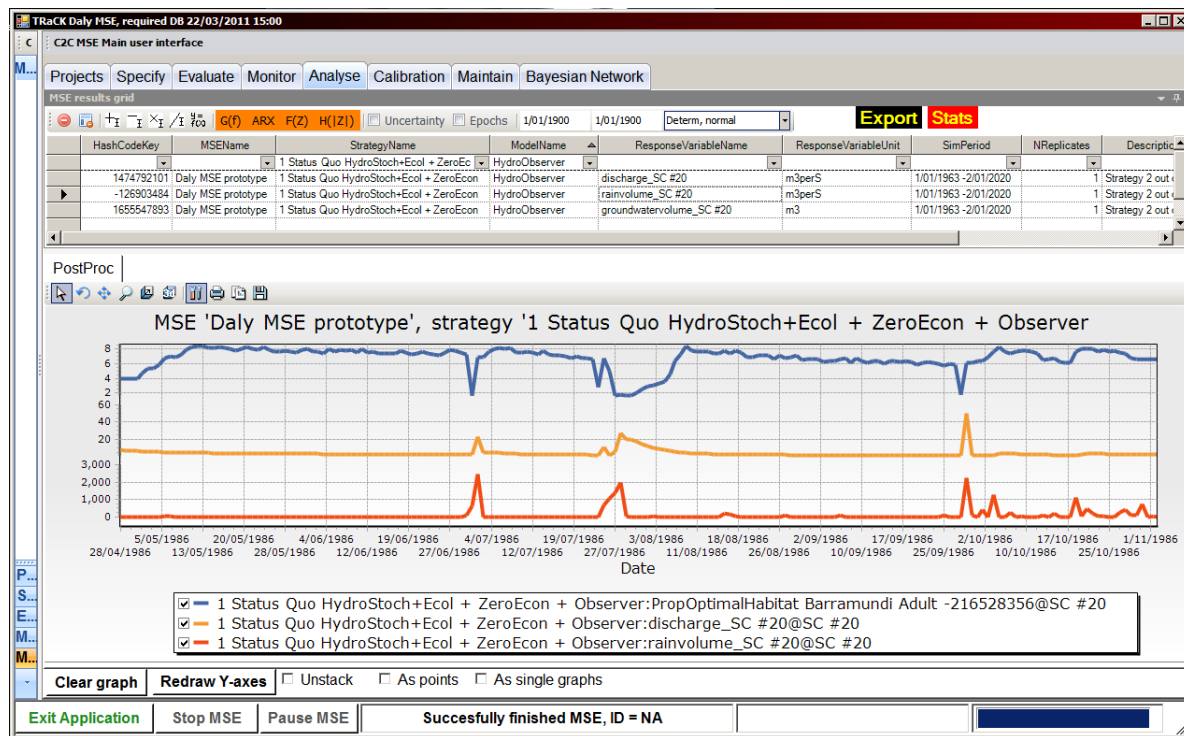 TRaCK Daly MSE, required DB 22/03/2011 15:00
C C2C MSE Main user interface
M... Projects Specify Evaluate Monitor Analyse Calibration Maintain Bayesian Network
MSE results grid
G(f) ARX F(Z) H(|Z|) Uncertainty Epochs 1/01/1900 1/01/1900 Determ, normal Export Stats
HashCodeKey MSEName StrategyName ModelName ResponseVariableName ResponseVariableUnit SimPeriod NReplicates Descriptic
1 Status Quo HydroStoch+Ecol + ZeroEc HydroObserver
1474792101 Daly MSE prototype 1 Status Quo HydroStoch+Ecol + ZeroEcon HydroObserver discharge_SC #20 m3perS 1/01/1963 -2/01/2020 1 Strategy 2 out
-126903484 Daly MSE prototype 1 Status Quo HydroStoch+Ecol + ZeroEcon HydroObserver rainvolume_SC #20 m3perS 1/01/1963 -2/01/2020 1 Strategy 2 out
1655547893 Daly MSE prototype 1 Status Quo HydroStoch+Ecol + ZeroEcon HydroObserver groundwatervolume_SC #20 m3 1/01/1963 -2/01/2020 1 Strategy 2 out
PostProc
MSE 'Daly MSE prototype', strategy '1 Status Quo HydroStoch+Ecol + ZeroEcon + Observer
8
6
4
2
60
40
20
3,000
2,000
1,000
0
5/05/1986 20/05/1986 4/06/1986 19/06/1986 4/07/1986 19/07/1986 3/08/1986 18/08/1986 2/09/1986 17/09/1986 2/10/1986 17/10/1986 1/11/1986
28/04/1986 13/05/1986 28/05/1986 12/06/1986 27/06/1986 12/07/1986 27/07/1986 11/08/1986 26/08/1986 10/09/1986 25/09/1986 10/10/1986 25/10/1986
Date
P...
S...
E...
M...
M...
1 Status Quo HydroStoch+Ecol + ZeroEcon + Observer:PropOptimalHabitat Barramundi Adult -216528356@SC #20
1 Status Quo HydroStoch+Ecol + ZeroEcon + Observer:discharge_SC #20@SC #20
1 Status Quo HydroStoch+Ecol + ZeroEcon + Observer:rainvolume_SC #20@SC #20
Clear graph Redraw Y-axes Unstack As points As single graphs
Exit Application Stop MSE Pause MSE Succesfully finished MSE, ID = NA